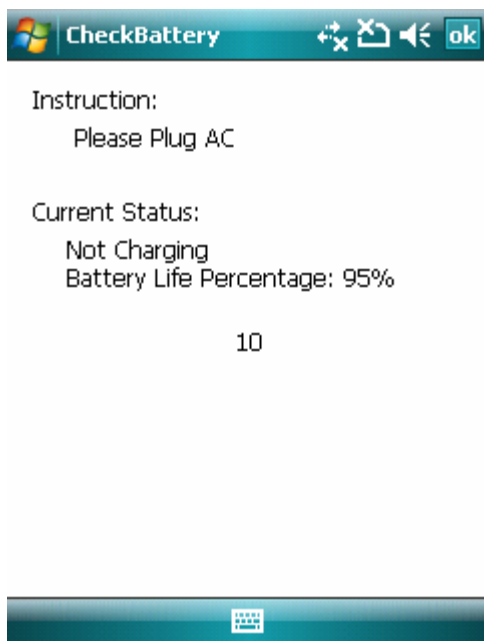 CheckBattery ok
Instruction:
Please Plug AC
Current Status:
Not Charging
Battery Life Percentage: 95%
10